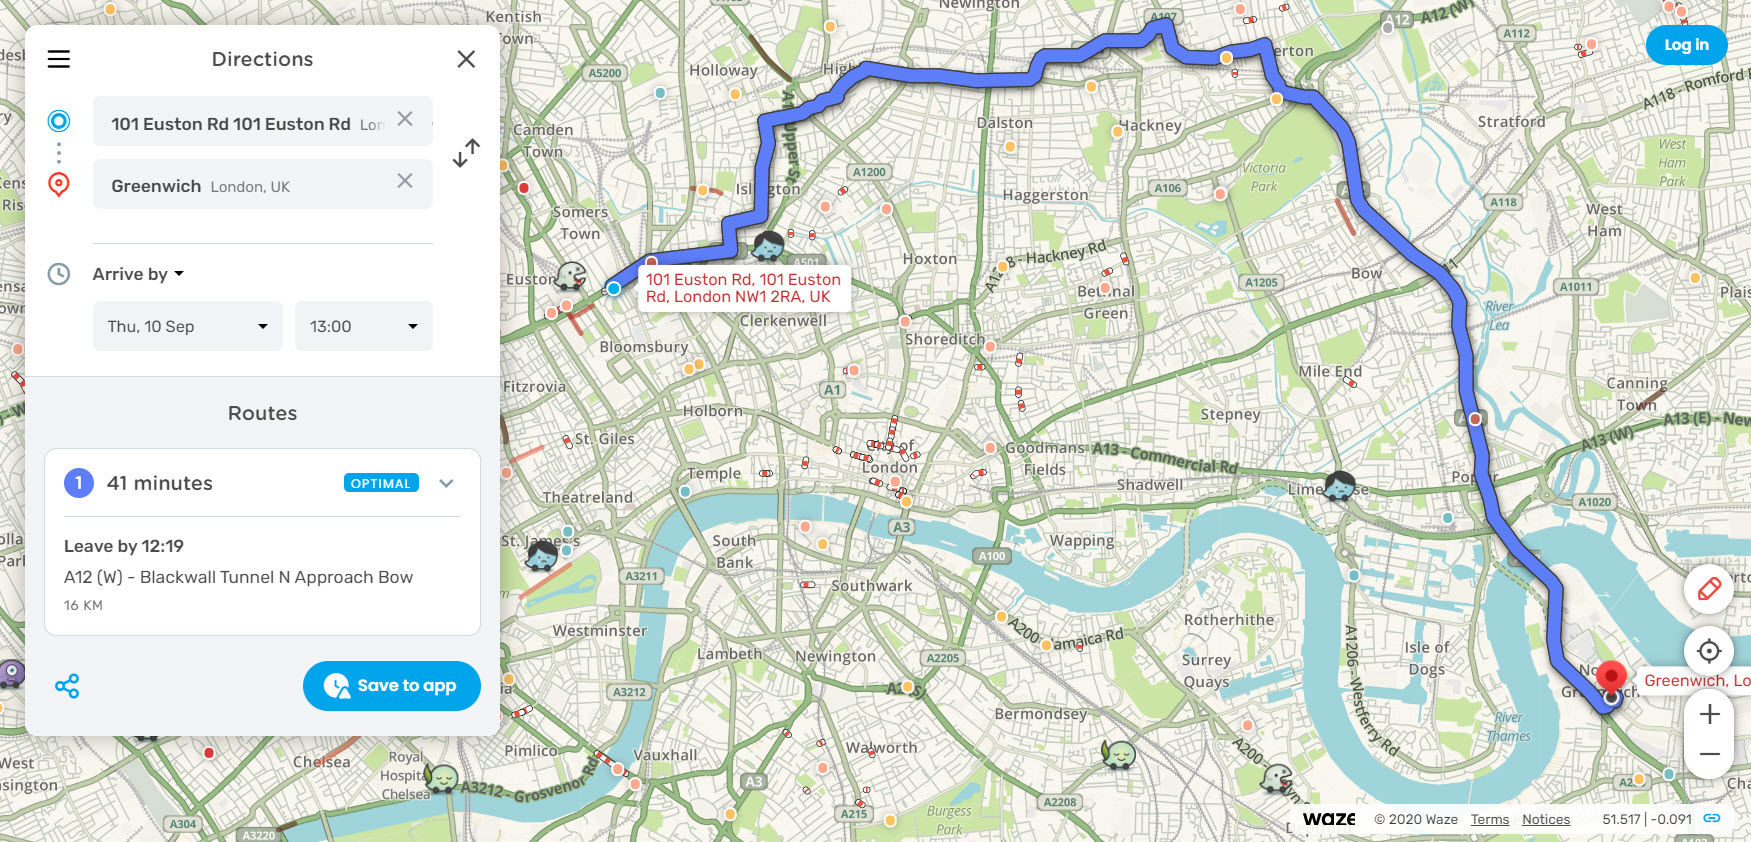 Directions
101 Euston Rd 101 Euston Rd Lon
Greenwich London, UK
Arrive by
Thu, 10 Sep
13:00
Routes
1 41 minutes OPTIMAL
Leave by 12:19
A12 (W) - Blackwall Tunnel N Approach Bow
16 KM
Save to app
Log in
Kentish
Town
Newington
A107
A12
A12 (W)
A112
A5200
Holloway
A118 - Romford
Camden
Town
Dalston
Hackney
Stratford
Upper St
Victoria
Park
West
Ham
Park
A1200
Haggerston
A106
A118
Somers
Town
West
Ham
Hoxton
Hackney Rd
Euston
A501
Bow
101 Euston Rd, 101 Euston
Rd, London NW1 2RA, UK
Bethnal
Green
A1205
A1011
River
Lea
Clerkenwell
Bloomsbury
Shoreditch
Fitzrovia
Mile End
A1
Canning
Town
Holborn
Stepney
A13 (E) - New
A13 (W)
St. Giles
City of
London
Goodmans
Fields
A13 - Commercial Rd
Temple
Shadwell
Limehouse
Theatreland
A1020
A3
St. James's
South
Bank
Wapping
A100
A3211
Southwark
Westminster
Rotherhithe
A200 - Jamaica Rd
Lambeth
Newington
A2205
Surrey
Quays
Isle of
Dogs
A1206 - Westferry Rd
Greenwich, Lo
A3212
Bermondsey
River
Thames
Pimlico
Vauxhall
Walworth
West
Chelsea
Royal
Chelsea
A3212 - Grosvenor Rd
A3
A200
A2208
A215
Burgess
Park
A304
A3220
waze © 2020 Waze Terms Notices 51.517 | -0.091